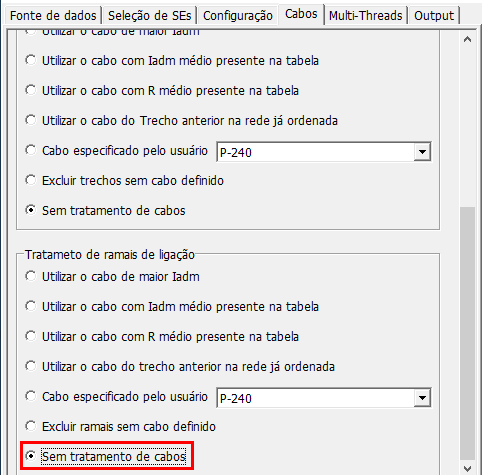 Fonte de dados Seleção de SEs Configuração Cabos Multi-Threads Output
Utilizar o cabo de maior Iadm
Utilizar o cabo com Iadm médio presente na tabela
Utilizar o cabo com R médio presente na tabela
Utilizar o cabo do Trecho anterior na rede já ordenada
Cabo especificado pelo usuário P-240
Excluir trechos sem cabo definido
Sem tratamento de cabos
Tratameto de ramais de ligação
Utilizar o cabo de maior Iadm
Utilizar o cabo com Iadm médio presente na tabela
Utilizar o cabo com R médio presente na tabela
Utilizar o cabo do trecho anterior na rede já ordenada
Cabo especificado pelo usuário P-240
Excluir ramais sem cabo definido
Sem tratamento de cabos